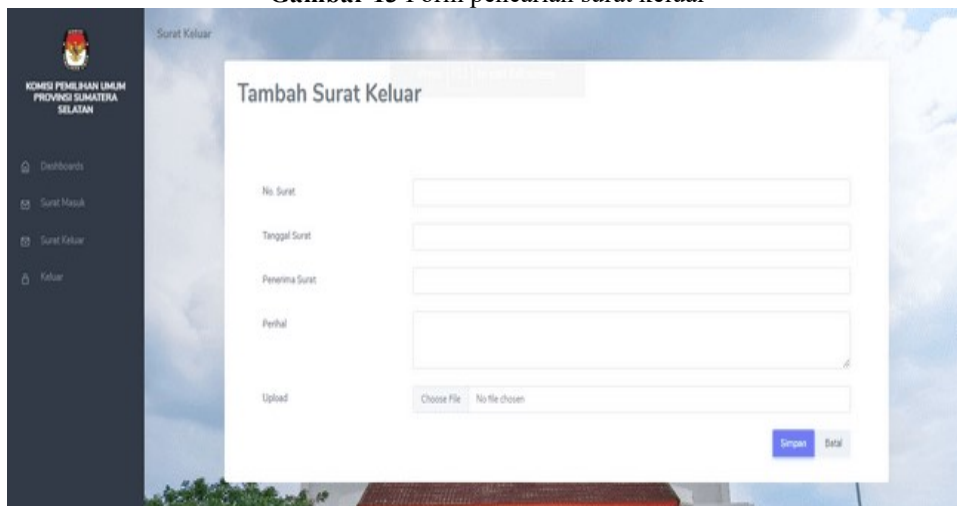 Gambar 13 Form pencarian surat keluar
Surat Keluar
KOMISI PEMILIHAN UMUM
PROVINSI SUMATERA
SELATAN
Dashboards
Surat Masuk
Surat Keluar
Keluar
Tambah Surat Keluar
No. Surat
Tanggal Surat
Penerima Surat
Perihal
Upload
Choose File No file chosen
Simpan Batal